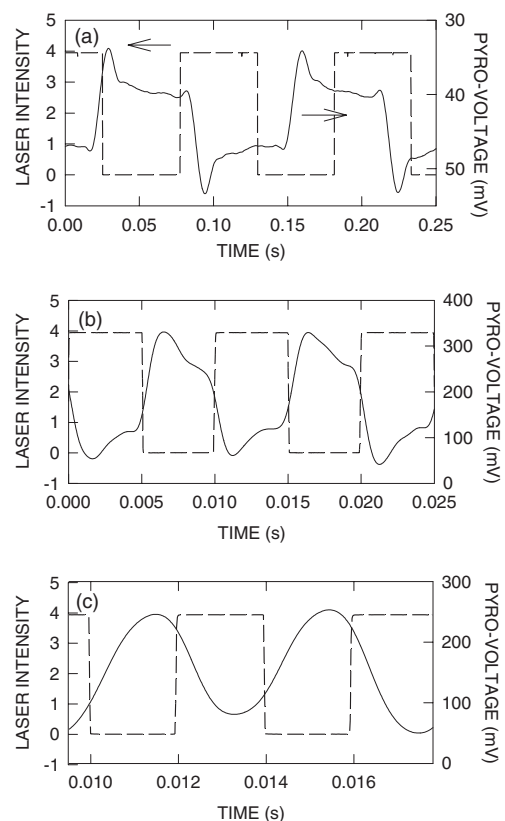 (a)
LASER INTENSITY
5
4
3
2
1
0
-1
30
40
50
PYRO-VOLTAGE (mV)
0.00 0.05 0.10 0.15 0.20 0.25
TIME (s)
(b)
LASER INTENSITY
5
4
3
2
1
0
-1
400
300
200
100
0
PYRO-VOLTAGE (mV)
0.000 0.005 0.010 0.015 0.020 0.025
TIME (s)
(c)
LASER INTENSITY
5
4
3
2
1
0
-1
300
200
100
0
PYRO-VOLTAGE (mV)
0.010 0.012 0.014 0.016
TIME (s)